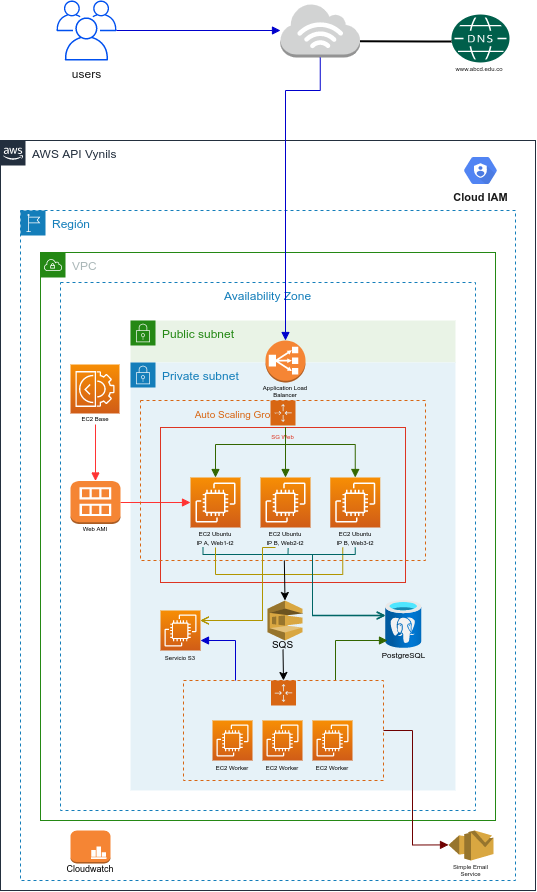 users
DNS
www.abcd.edu.co
aws
AWS API Vynils
Cloud IAM
Región
VPC
Availability Zone
Public subnet
Private subnet
Application Load
Balancer
EC2 Base
Auto Scaling Gro
SG Web
Web AMI
EC2 Ubuntu
IP A, Web1-t2
EC2 Ubuntu
IP B, Web2-t2
EC2 Ubuntu
IP B, Web3-t2
Servicio S3
SQS
PostgreSQL
EC2 Worker
EC2 Worker
EC2 Worker
Cloudwatch
Simple Email
Service